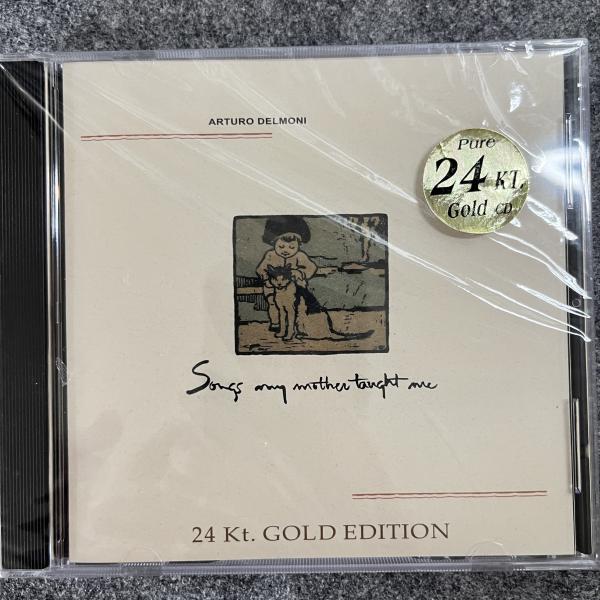 ARTURO DELMONI
Pure
24 KT.
Gold CD
Songs my mother taught me
24 Kt. GOLD EDITION